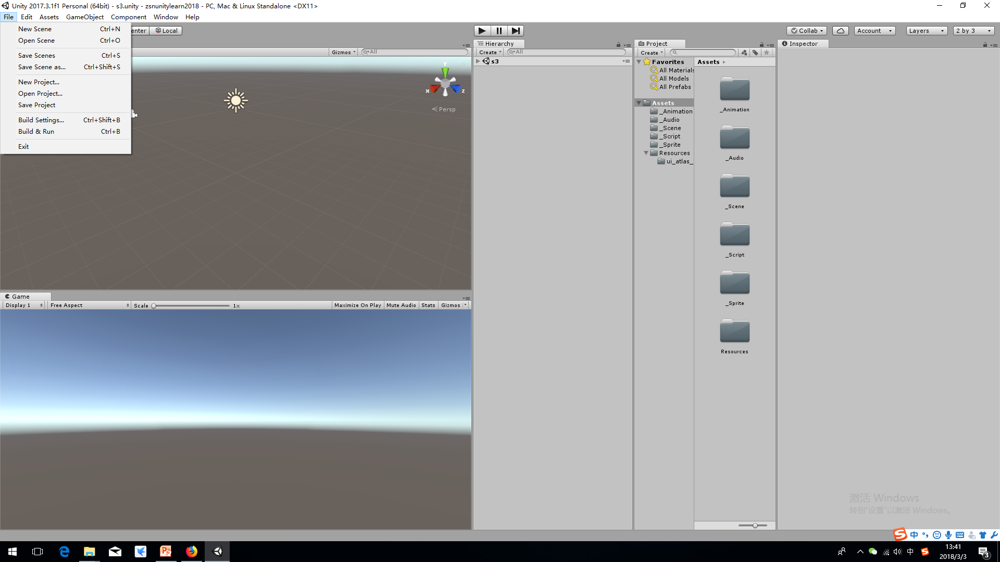 Unity 2017.3.1f1 Personal (64bit) - s3.unity - zsnunitylearn2018 - PC, Mac & Linux Standalone <DX11>
File Edit Assets GameObject Component Window Help
New Scene Ctrl+N
Open Scene Ctrl+O
Save Scenes Ctrl+S
Save Scene as... Ctrl+Shift+S
New Project...
Open Project...
Save Project
Build Settings... Ctrl+Shift+B
Build & Run Ctrl+B
Exit
enter Local
Collab Account Layers 2 by 3
Gizmos All
y
x
z
Persp
Hierarchy
Create All
s3
Project
Create
Favorites
All Materials
All Models
All Prefabs
Assets
_Animation
_Audio
_Scene
_Script
_Sprite
Resources
ui_atlas_
Assets
_Animation
_Audio
_Scene
_Script
_Sprite
Resources
Inspector
Game
Display 1 Free Aspect Scale 1x Maximize On Play Mute Audio Stats Gizmos
激活 Windows
转到“设置”以激活 Windows。
中
中
13:41
2018/3/3
3